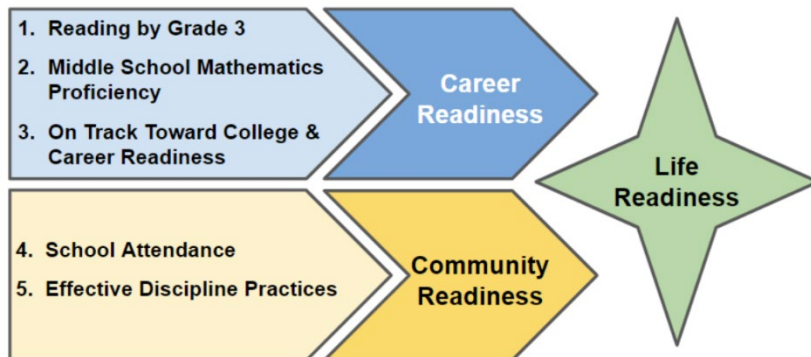 1. Reading by Grade 3
2. Middle School Mathematics
Proficiency
3. On Track Toward College &
Career Readiness
Career
Readiness
4. School Attendance
5. Effective Discipline Practices
Community
Readiness
Life
Readiness